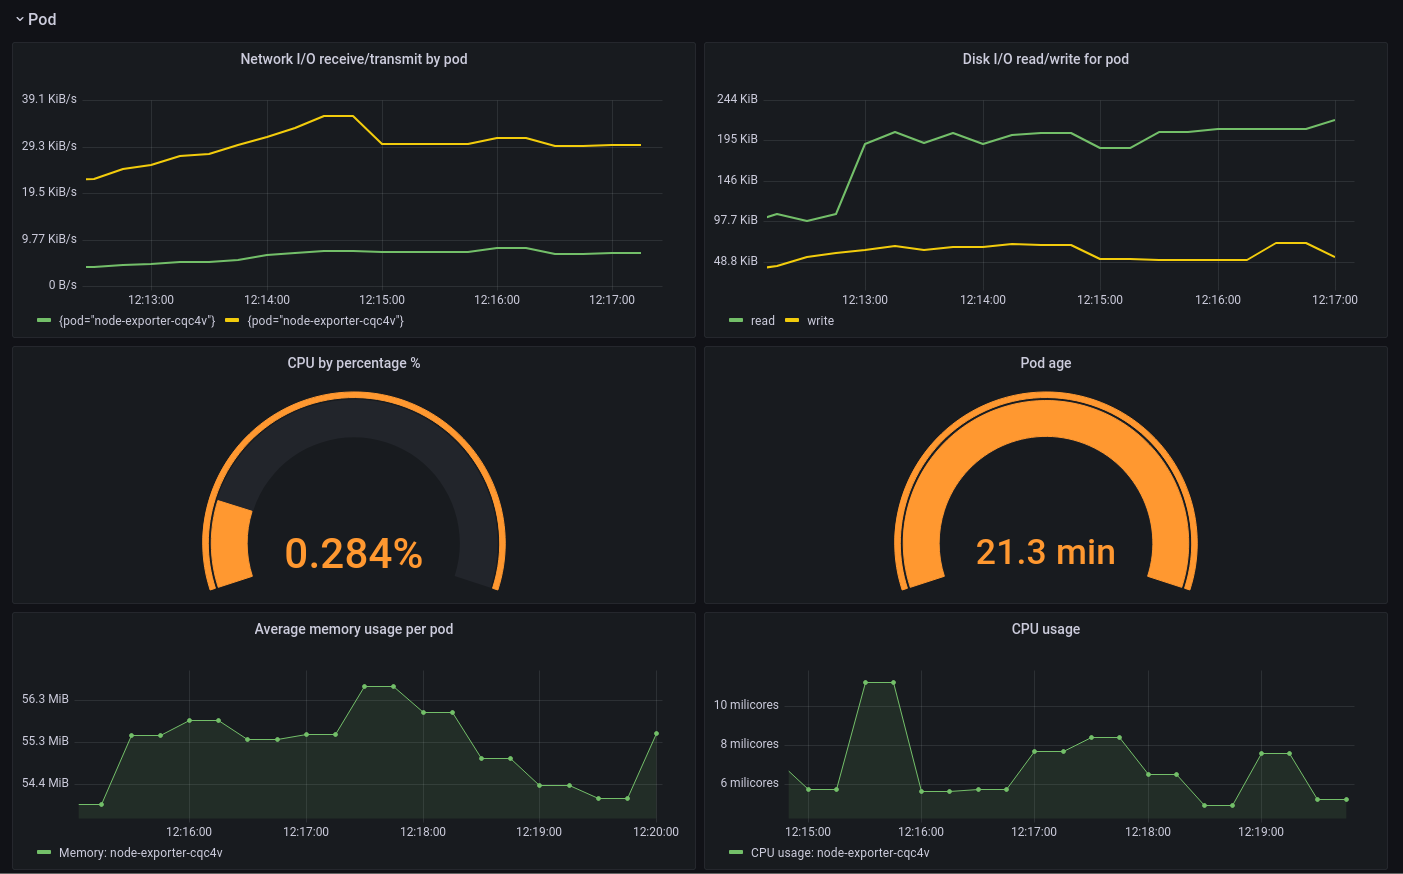 Pod
Network I/O receive/transmit by pod
39.1 KiB/s
29.3 KiB/s
19.5 KiB/s
9.77 KiB/s
0 B/s
12:13:00 12:14:00 12:15:00 12:16:00 12:17:00
{pod="node-exporter-cqc4v"} {pod="node-exporter-cqc4v"}
Disk I/O read/write for pod
244 KiB
195 KiB
146 KiB
97.7 KiB
48.8 KiB
12:13:00 12:14:00 12:15:00 12:16:00 12:17:00
read write
CPU by percentage %
0.284%
Pod age
21.3 min
Average memory usage per pod
56.3 MiB
55.3 MiB
54.4 MiB
12:16:00 12:17:00 12:18:00 12:19:00 12:20:00
Memory: node-exporter-cqc4v
CPU usage
10 milicores
8 milicores
6 milicores
12:15:00 12:16:00 12:17:00 12:18:00 12:19:00
CPU usage: node-exporter-cqc4v